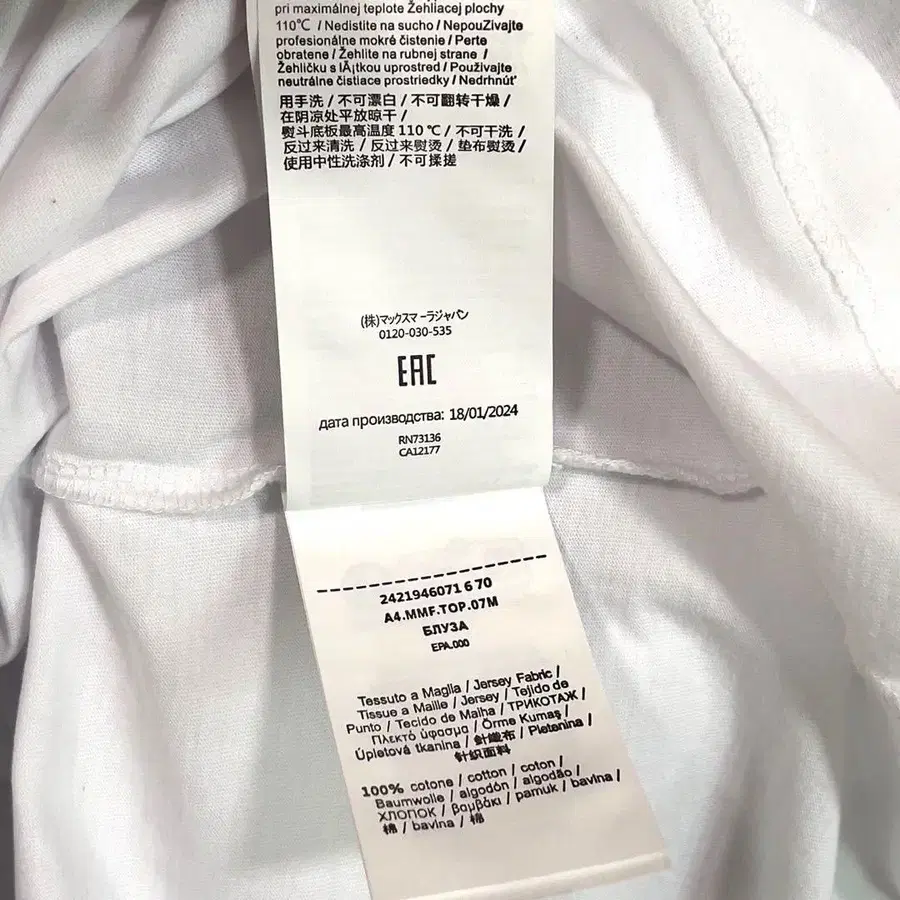 pri maximálnej teplote Žehliacej plochy
110℃ / Nedistite na sucho / NepouZivajte
profesionálne mokré čistenie / Perte
obratene / Žehlite na rubnej strane /
Žehličku s lÁ¡tkou uprostred / Používajte
neutrálne čistiace prostriedky / Nedrhnúť
用手洗 / 不可漂白 / 不可翻转干燥 /
在阴凉处平放晾干 /
熨斗底板最高温度 110 ℃ / 不可干洗 /
反过来清洗 / 反过来熨烫 / 垫布熨烫 /
使用中性洗涤剂 / 不可揉搓
(株)マックスマーラジャパン
0120-030-535
EAC
дата производства: 18/01/2024
RN73136
CA12177
2421946071 6 70
A4.MMF.TOP.07M
БЛУЗА
EPA.000
Tessuto a Maglia / Jersey Fabric /
Tissue a Maille / Jersey / Tejido de
Punto / Tecido de Malha / ТРИКОТАЖ /
Πλεκτό ύφασμα / Örme Kumaş /
Úpletová tkanina / 針織布 / Pletenina /
针织面料
100% cotone / cotton / coton /
Baumwolle / algodón / algodão /
ХЛОПОК / βαμβάκι / pamuk / bavlna /
棉 / bavlna / 棉